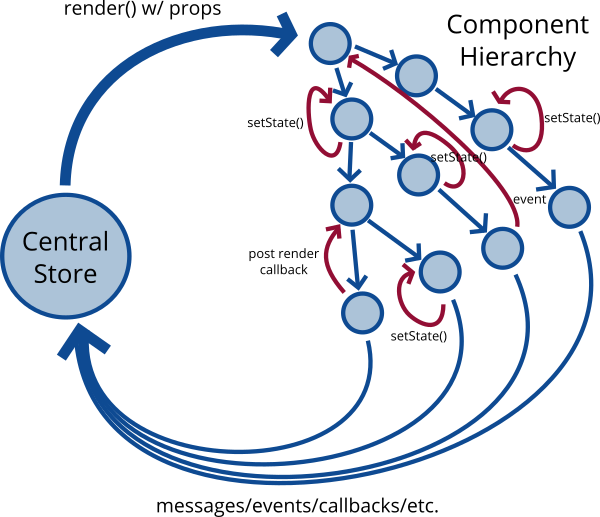 render() w/ props
Component
Hierarchy
setState()
setState()
setState()
event
Central
Store
post render
callback
setState()
messages/events/callbacks/etc.